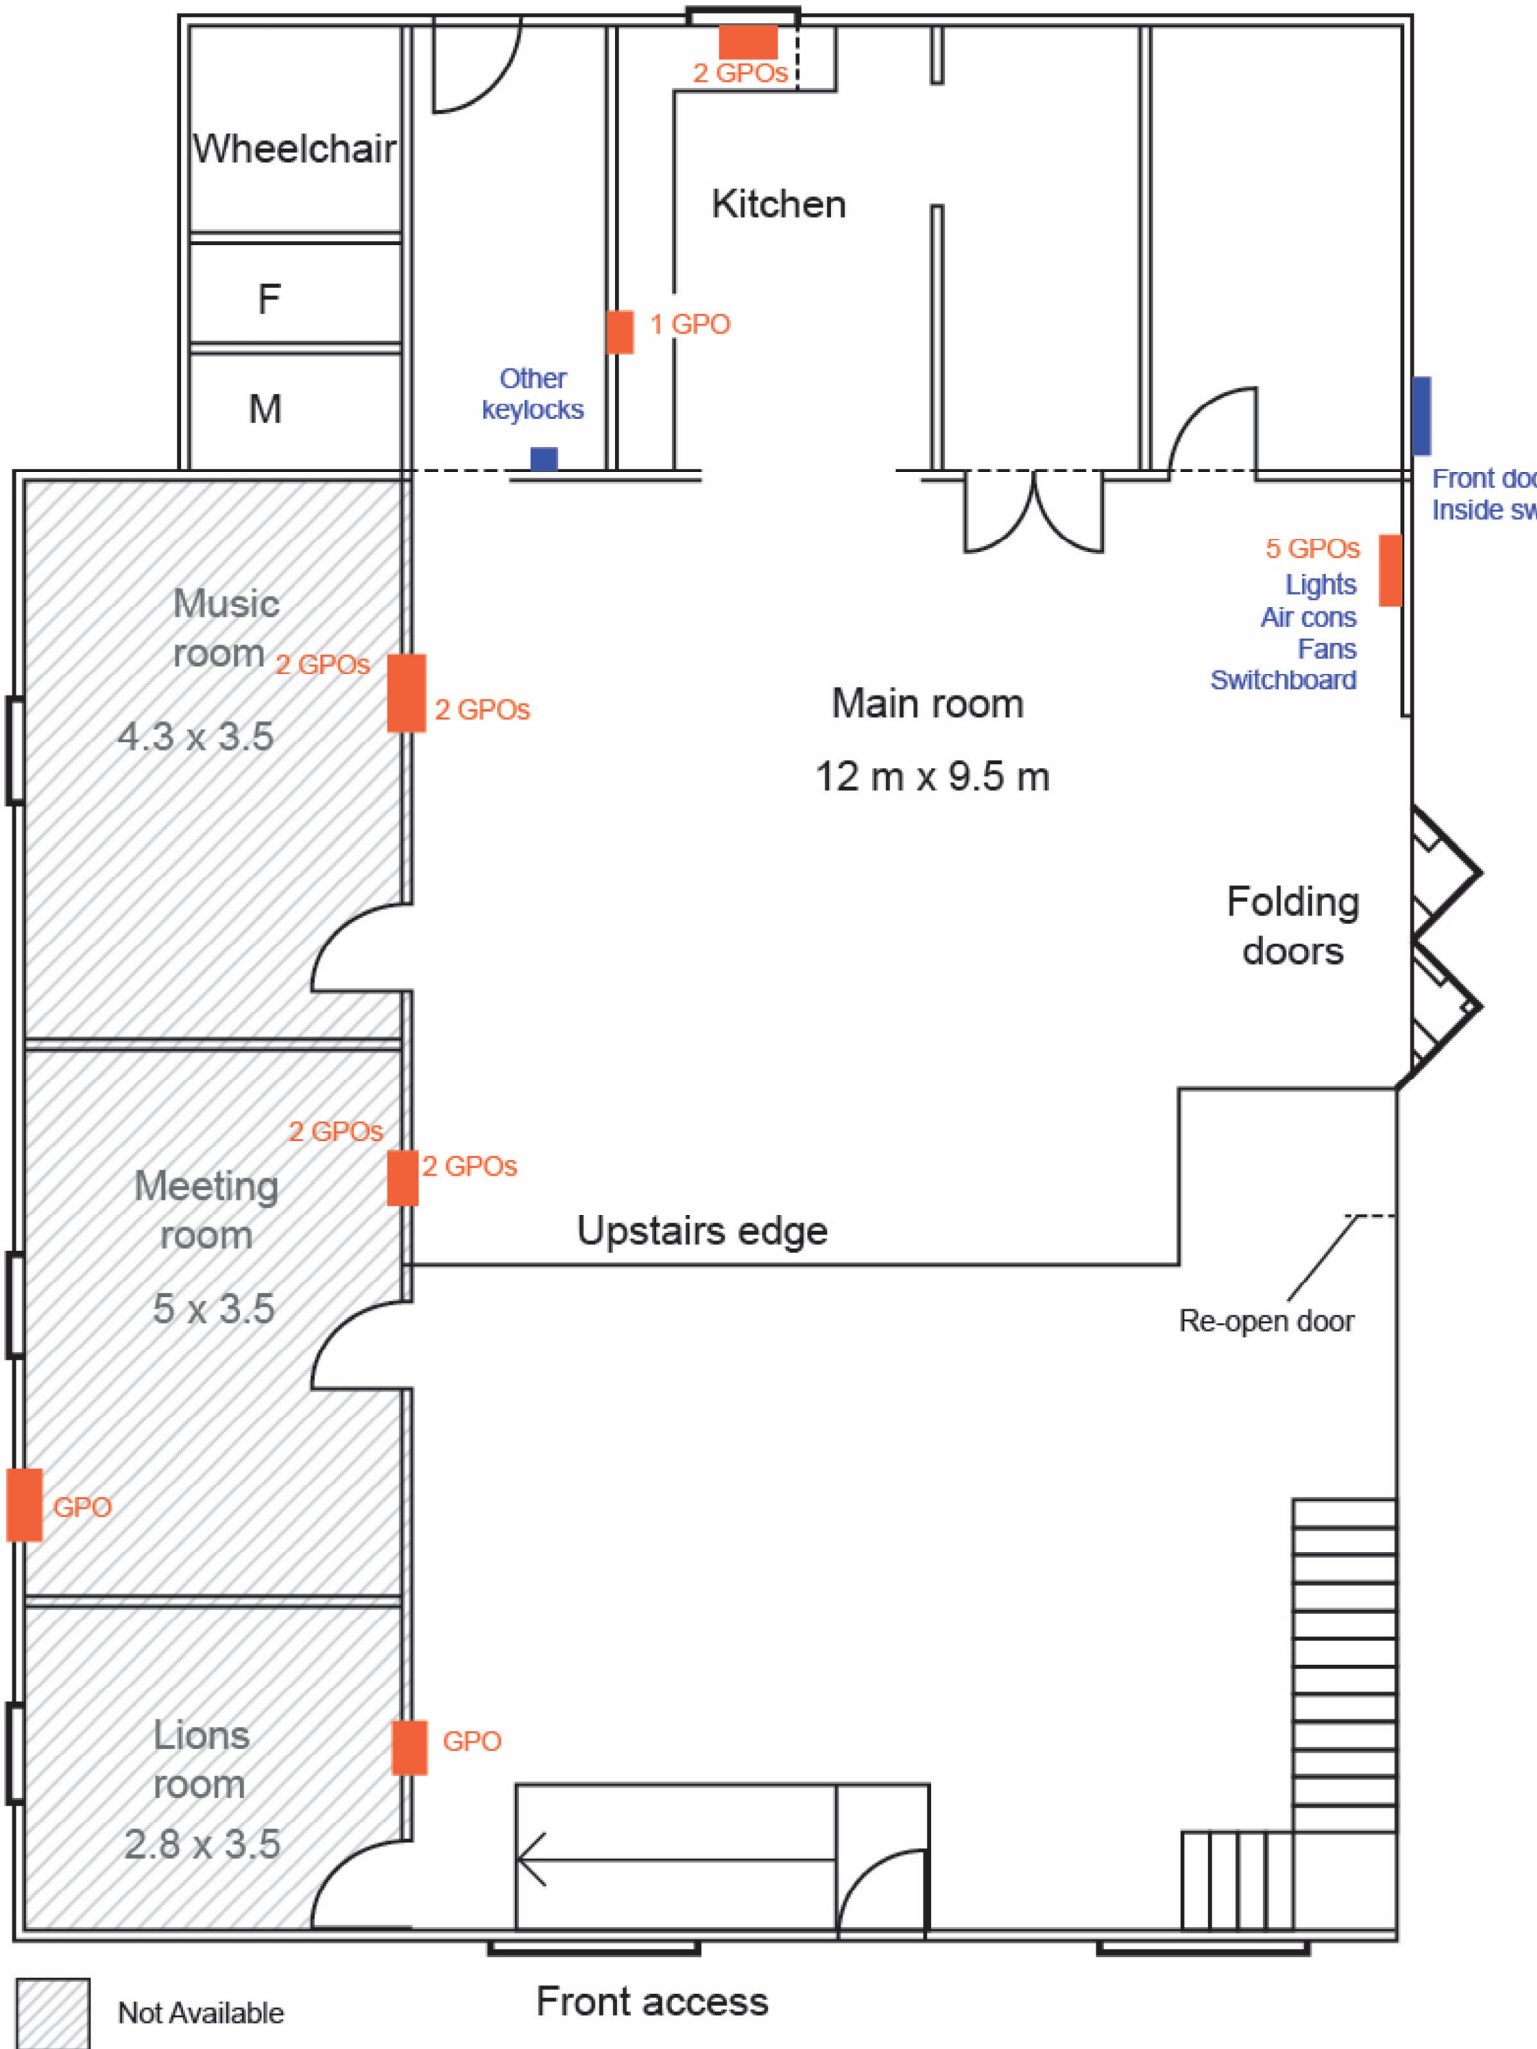 2 GPOs
Wheelchair
Kitchen
F
1 GPO
M
Other
keylocks
Front
Inside
5 GPOs
Lights
Air cons
Fans
Switchboard
Music
room
2 GPOs
2 GPOs
4.3 x 3.5
Main room
12 m x 9.5 m
Folding
doors
2 GPOs
2 GPOs
Meeting
room
5 x 3.5
Upstairs edge
Re-open door
GPO
Lions
room
2.8 x 3.5
GPO
Front access
Not Available